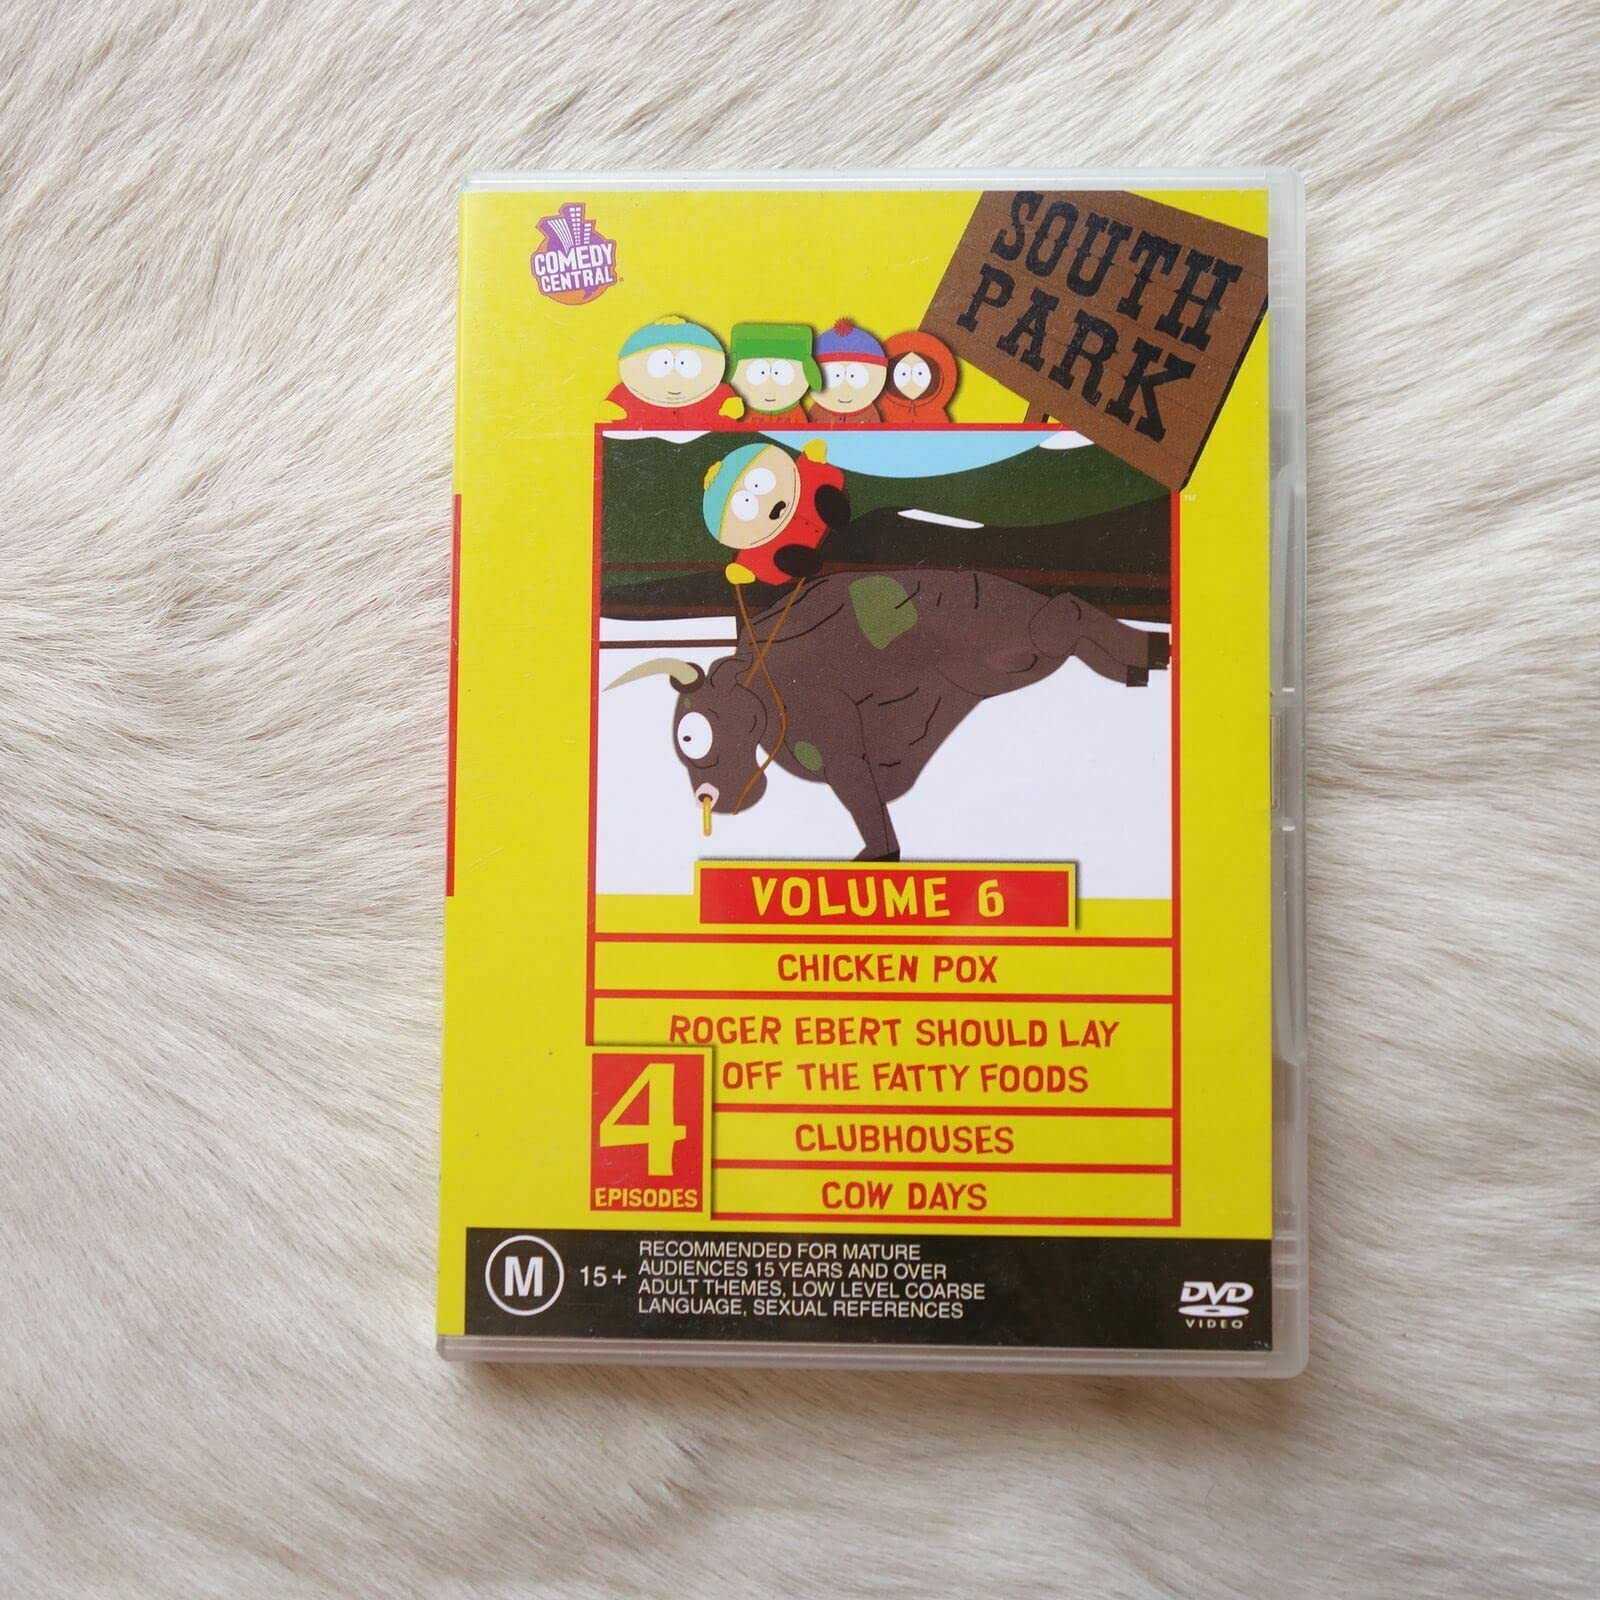 COMEDY
CENTRAL
SOUTH
PARK
TM
VOLUME 6
CHICKEN POX
ROGER EBERT SHOULD LAY
OFF THE FATTY FOODS
CLUBHOUSES
COW DAYS
4
EPISODES
M
15+
RECOMMENDED FOR MATURE
AUDIENCES 15 YEARS AND OVER
ADULT THEMES, LOW LEVEL COARSE
LANGUAGE, SEXUAL REFERENCES
DVD
VIDEO